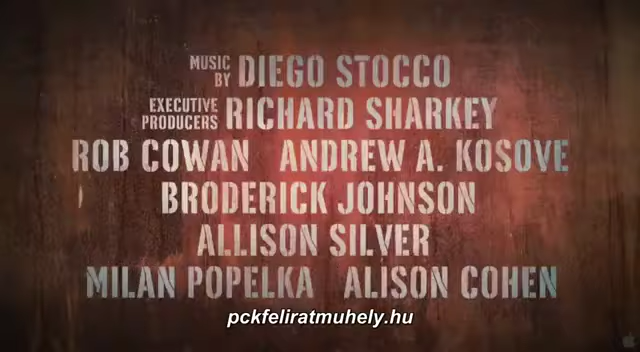 MUSIC BY DIEGO STOCCO
EXECUTIVE PRODUCERS RICHARD SHARKEY
ROB COWAN ANDREW A. KOSOVE
BRODERICK JOHNSON
ALLISON SILVER
MILAN POPELKA ALISON COHEN
pckfeliratmuhely.hu